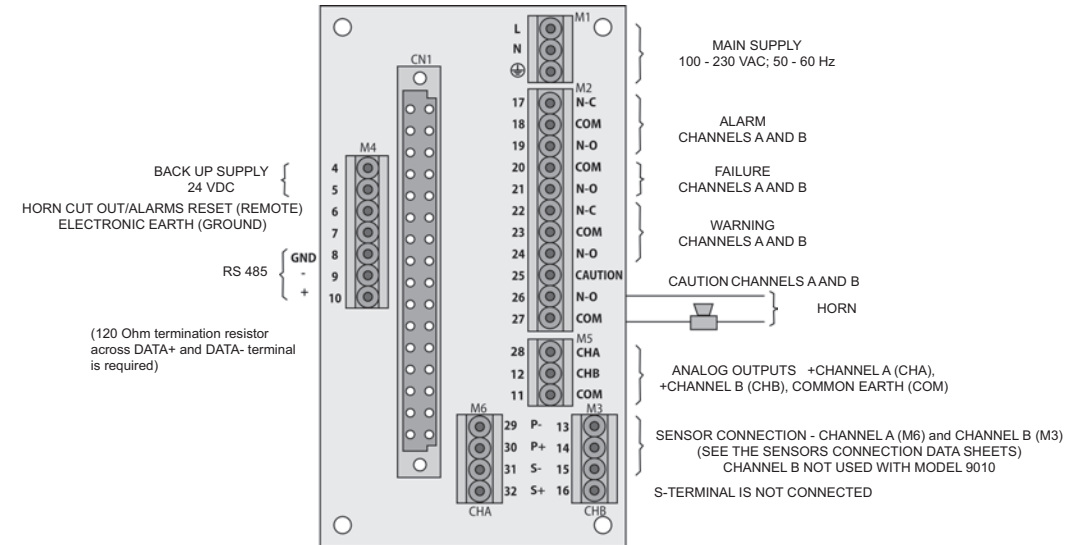 M1
L
N
MAIN SUPPLY
100 - 230 VAC; 50 - 60 Hz
CN1
M2
17 N-C
18 COM
19 N-O
20 COM
21 N-O
22 N-C
23 COM
24 N-O
25 CAUTION
26 N-O
27 COM
ALARM
CHANNELS A AND B
FAILURE
CHANNELS A AND B
WARNING
CHANNELS A AND B
CAUTION CHANNELS A AND B
HORN
M4
4
5
6
7
GND 8
- 9
+ 10
BACK UP SUPPLY
24 VDC
HORN CUT OUT/ALARMS RESET (REMOTE)
ELECTRONIC EARTH (GROUND)
RS 485
(120 Ohm termination resistor
across DATA+ and DATA- terminal
is required)
M5
28 CHA
12 CHB
11 COM
ANALOG OUTPUTS +CHANNEL A (CHA),
+CHANNEL B (CHB), COMMON EARTH (COM)
M6 M3
29 P- 13
30 P+ 14
31 S- 15
32 S+ 16
CHA CHB
SENSOR CONNECTION - CHANNEL A (M6) and CHANNEL B (M3)
(SEE THE SENSORS CONNECTION DATA SHEETS)
CHANNEL B NOT USED WITH MODEL 9010
S-TERMINAL IS NOT CONNECTED